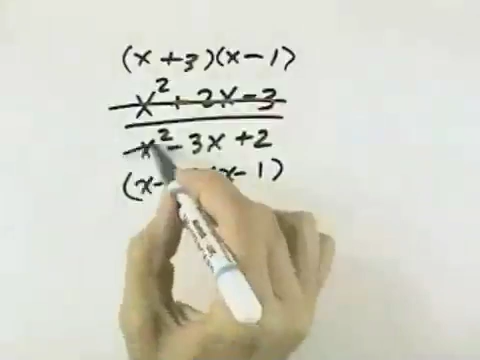 (x + 3)(x - 1)
x² + 2x - 3
x² - 3x + 2
(x - x - 1)